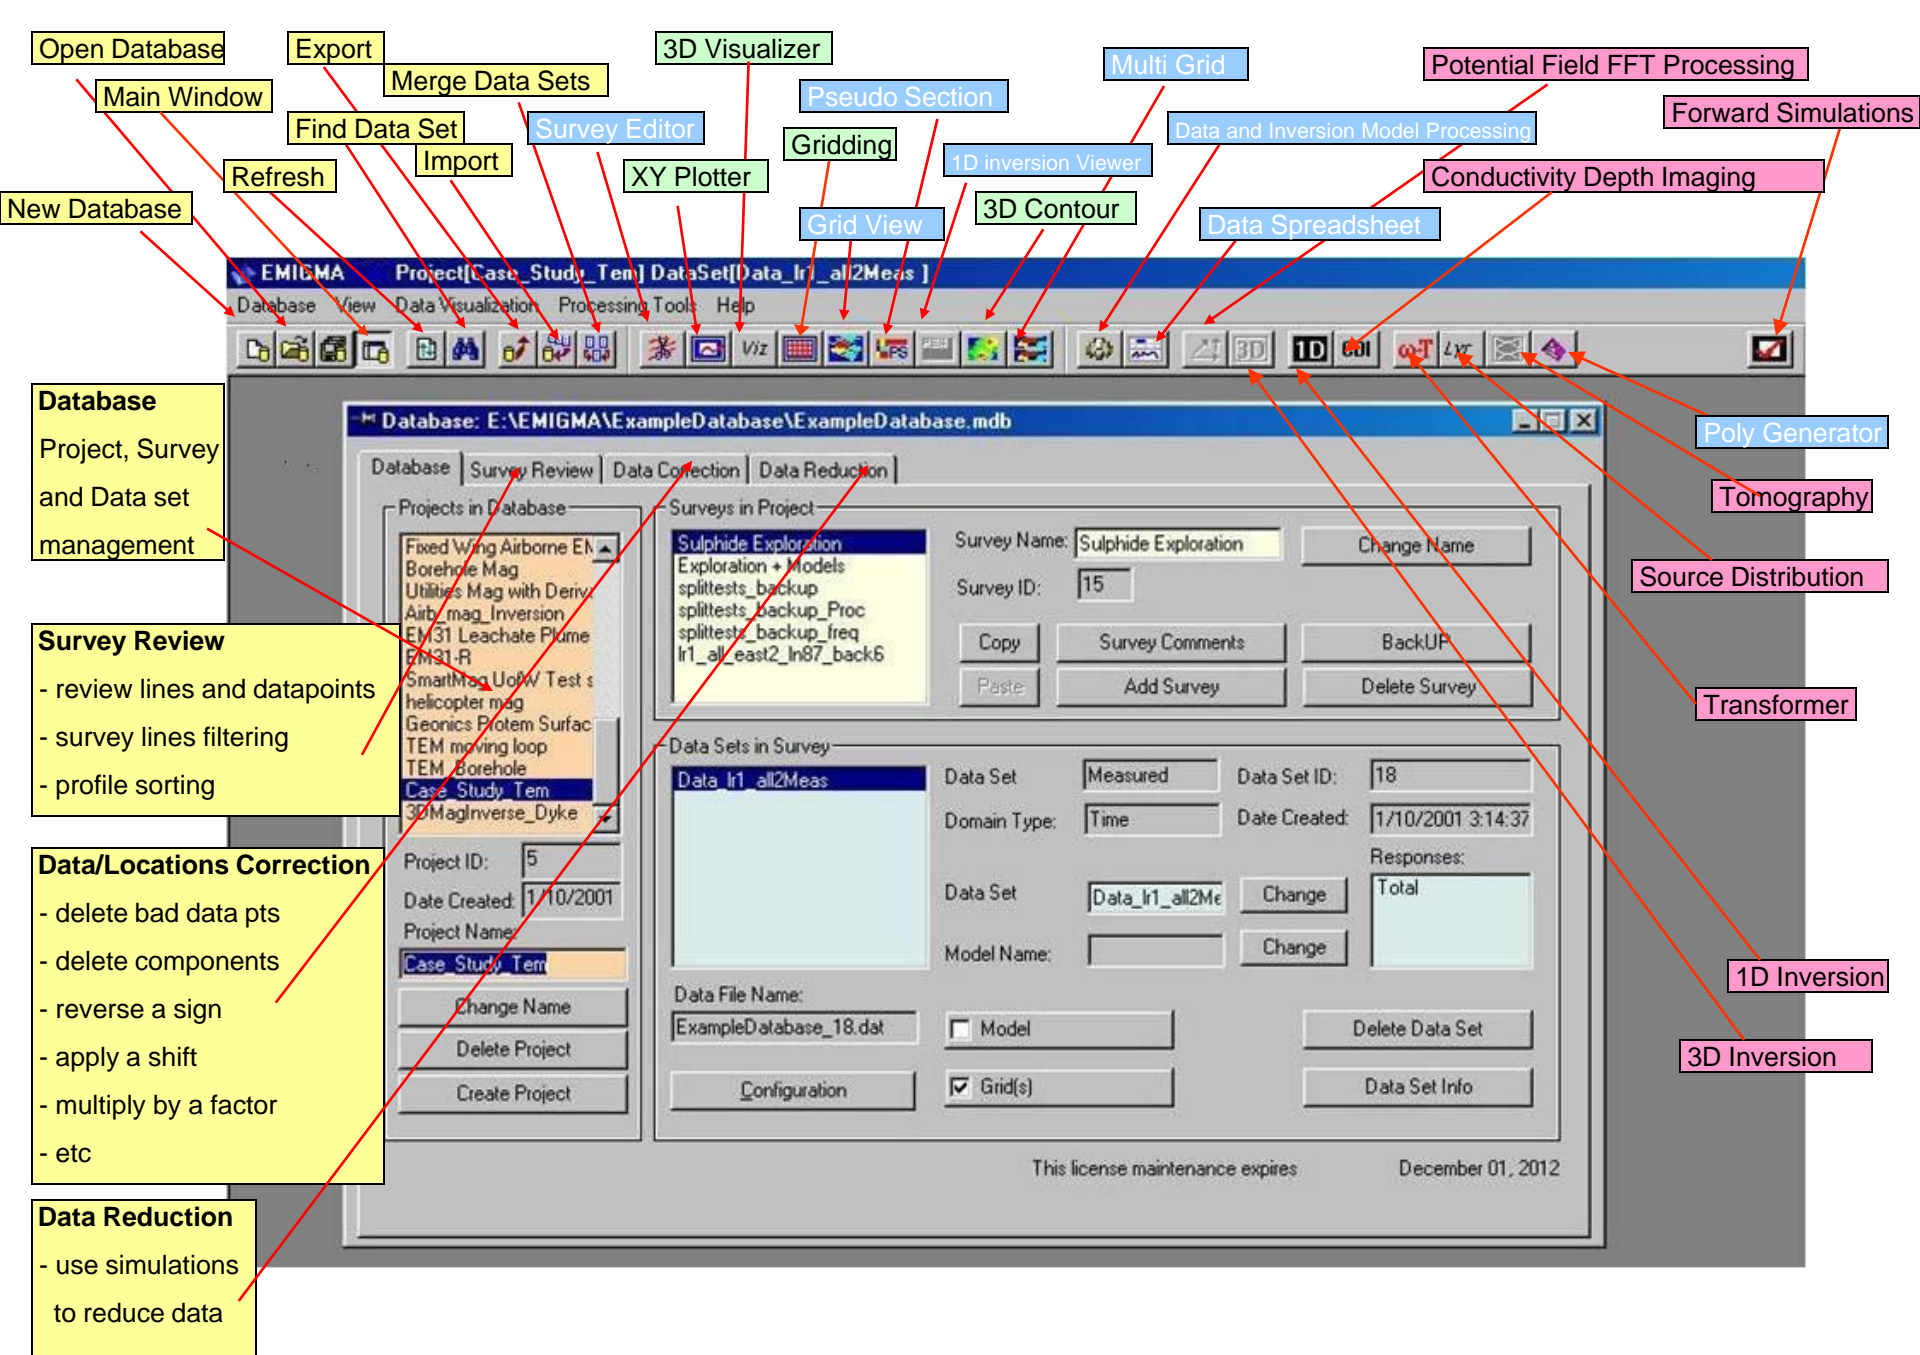 Open Database
Export
3D Visualizer
Multi Grid
Potential Field FFT Processing
Main Window
Merge Data Sets
Pseudo Section
Forward Simulations
Find Data Set
Survey Editor
Gridding
Data and Inversion Model Processing
Refresh
Import
XY Plotter
1D inversion Viewer
Conductivity Depth Imaging
New Database
Grid View
3D Contour
Data Spreadsheet
EMIGMA Project[Case_Study_Tem] DataSet[Data_lr1_all2Meas ]
Database View Data Visualization Processing Tools Help
Viz
PS
3D
1D
CDI
ω-T
Database
Project, Survey
and Data set
management
Database: E:\EMIGMA\ExampleDatabase\ExampleDatabase.mdb
Database Survey Review Data Correction Data Reduction
Projects in Database
Fixed Wing Airborne EM
Borehole Mag
Utilities Mag with Deriv
Airb_mag_Inversion
EM31 Leachate Plume
EM31-R
SmartMag UofW Test s
helicopter mag
Geonics Protem Surfac
TEM moving loop
TEM_Borehole
Case_Study_Tem
3DMagInverse_Dyke
Project ID: 5
Date Created: 1/10/2001
Project Name:
Case_Study_Tem
Change Name
Delete Project
Create Project
Surveys in Project
Sulphide Exploration
Exploration + Models
splittests_backup
splittests_backup_Proc
splittests_backup_freq
lr1_all_east2_ln87_back6
Survey Name: Sulphide Exploration
Change Name
Survey ID: 15
Copy
Survey Comments
BackUP
Paste
Add Survey
Delete Survey
Data Sets in Survey
Data_lr1_all2Meas
Data Set Measured
Data Set ID: 18
Domain Type: Time
Date Created: 1/10/2001 3:14:37
Responses:
Total
Data Set Data_lr1_all2Me Change
Model Name: Change
Data File Name:
ExampleDatabase_18.dat
Model
Delete Data Set
Configuration
Grid(s)
Data Set Info
This license maintenance expires December 01, 2012
Survey Review
- review lines and datapoints
- survey lines filtering
- profile sorting
Data/Locations Correction
- delete bad data pts
- delete components
- reverse a sign
- apply a shift
- multiply by a factor
- etc
Data Reduction
- use simulations
to reduce data
Poly Generator
Tomography
Source Distribution
Transformer
1D Inversion
3D Inversion